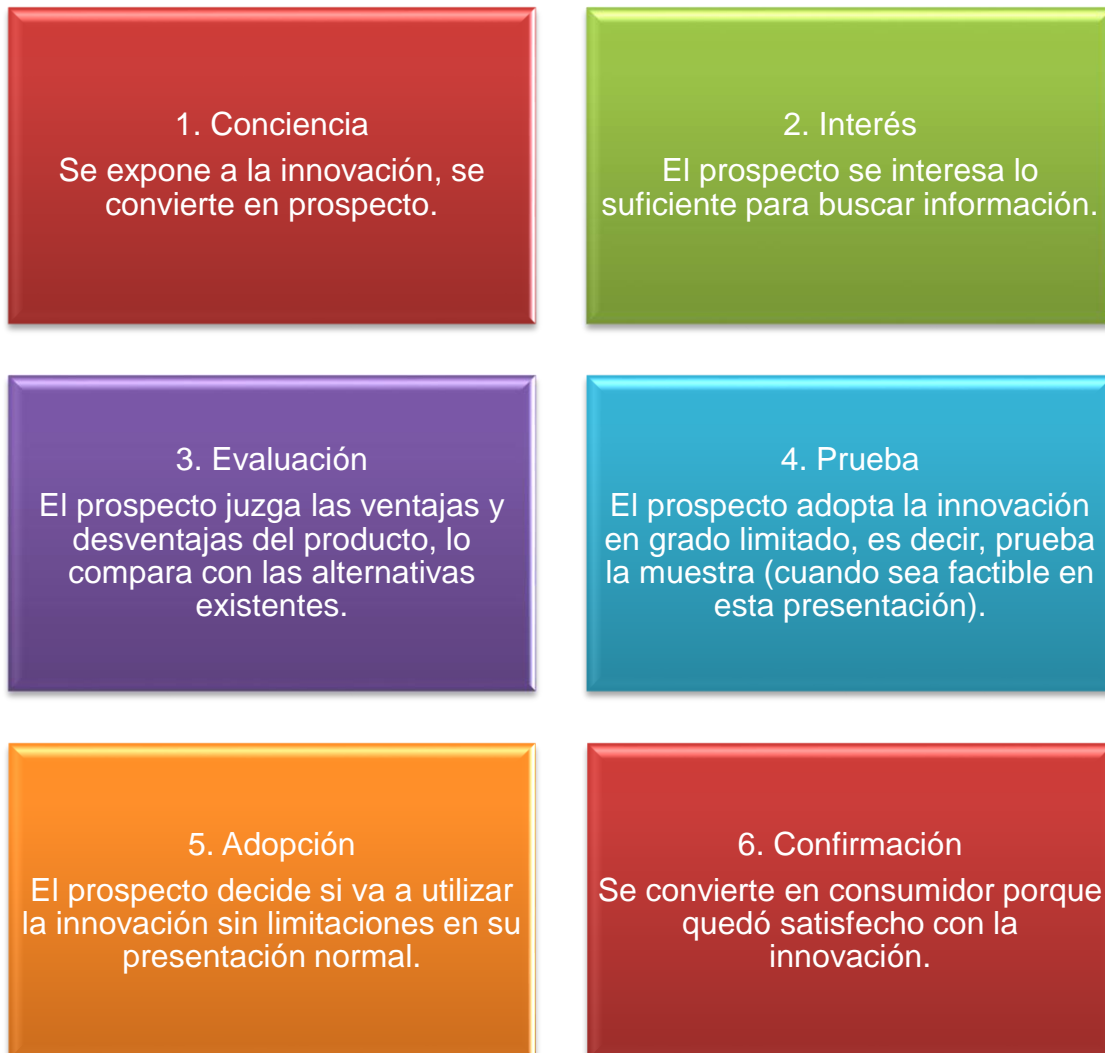 1. Conciencia
Se expone a la innovación, se
convierte en prospecto.
2. Interés
El prospecto se interesa lo
suficiente para buscar información.
3. Evaluación
El prospecto juzga las ventajas y
desventajas del producto, lo
compara con las alternativas
existentes.
4. Prueba
El prospecto adopta la innovación
en grado limitado, es decir, prueba
la muestra (cuando sea factible en
esta presentación).
5. Adopción
El prospecto decide si va a utilizar
la innovación sin limitaciones en su
presentación normal.
6. Confirmación
Se convierte en consumidor porque
quedó satisfecho con la
innovación.